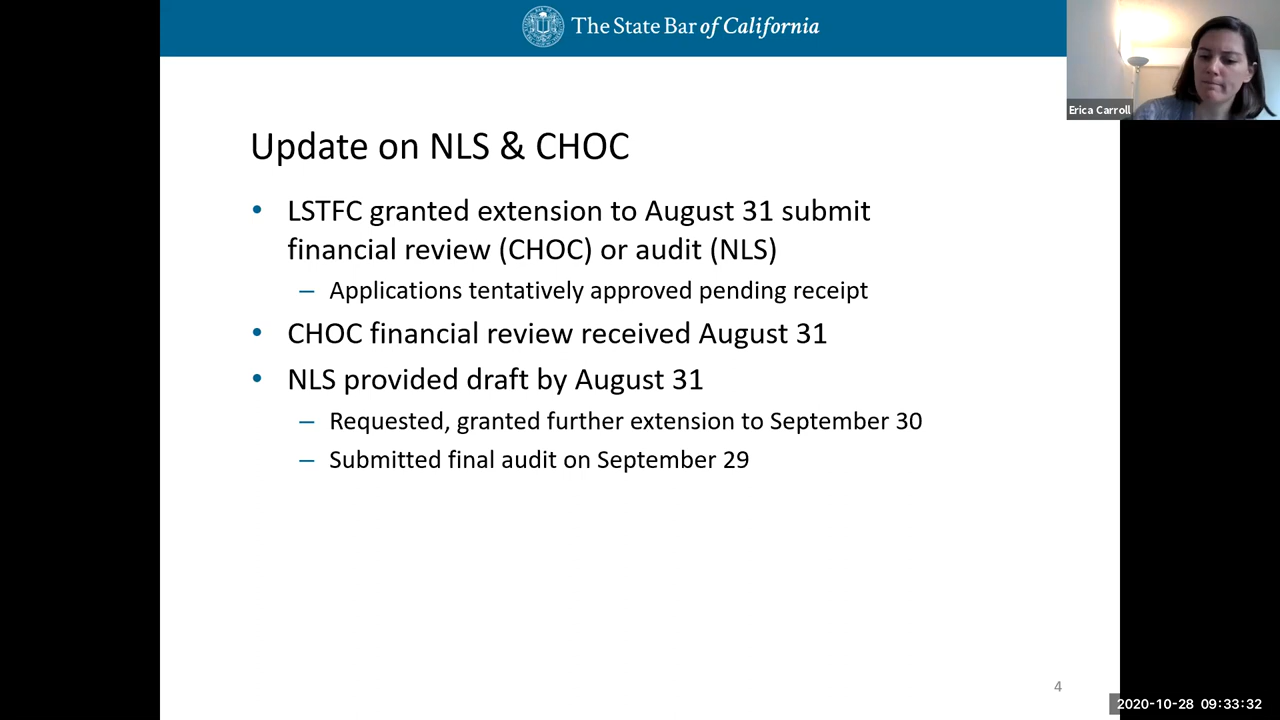 The State Bar of California
Erica Carroll
Update on NLS & CHOC
• LSTFC granted extension to August 31 submit
financial review (CHOC) or audit (NLS)
– Applications tentatively approved pending receipt
• CHOC financial review received August 31
• NLS provided draft by August 31
– Requested, granted further extension to September 30
– Submitted final audit on September 29
4
2020-10-28 09:33:32